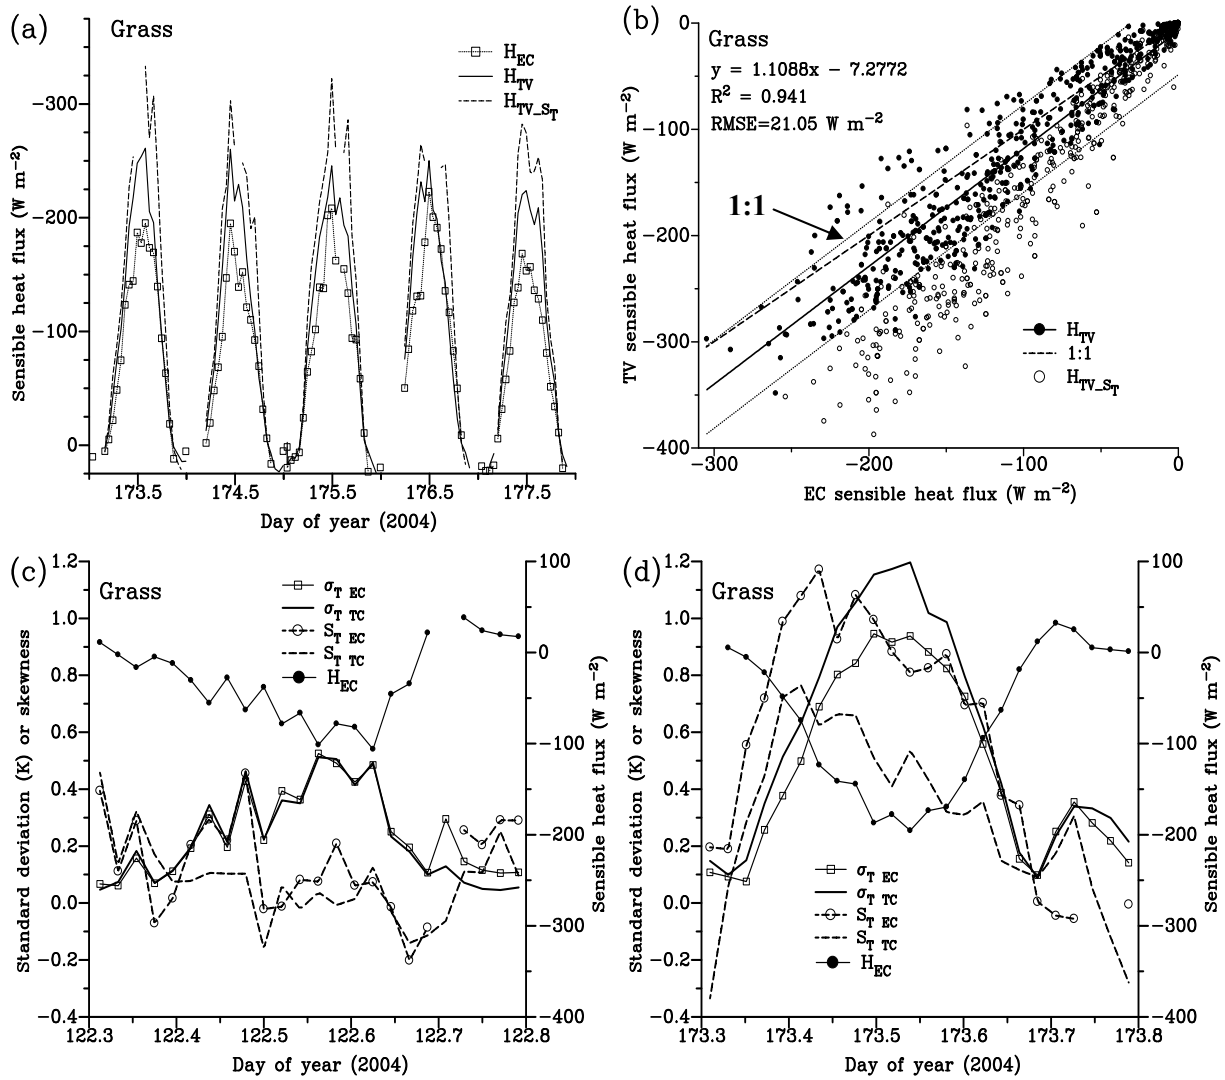 (a)
Grass
H_EC
H_TV
H_TV_S_T
Sensible heat flux (W m⁻²)
−300
−200
−100
0
173.5 174.5 175.5 176.5 177.5
Day of year (2004)
(b)
Grass
y = 1.1088x − 7.2772
R² = 0.941
RMSE=21.05 W m⁻²
1:1
H_TV
1:1
H_TV_S_T
TV sensible heat flux (W m⁻²)
0
−100
−200
−300
−400
−300 −200 −100 0
EC sensible heat flux (W m⁻²)
(c)
Grass
σ_T EC
σ_T TC
S_T EC
S_T TC
H_EC
Standard deviation (K) or skewness
1.2
1.0
0.8
0.6
0.4
0.2
0.0
−0.2
−0.4
100
0
−100
−200
−300
−400
Sensible heat flux (W m⁻²)
122.3 122.4 122.5 122.6 122.7 122.8
Day of year (2004)
(d)
Grass
σ_T EC
σ_T TC
S_T EC
S_T TC
H_EC
Standard deviation (K) or skewness
1.2
1.0
0.8
0.6
0.4
0.2
0.0
−0.2
−0.4
100
0
−100
−200
−300
−400
Sensible heat flux (W m⁻²)
173.3 173.4 173.5 173.6 173.7 173.8
Day of year (2004)